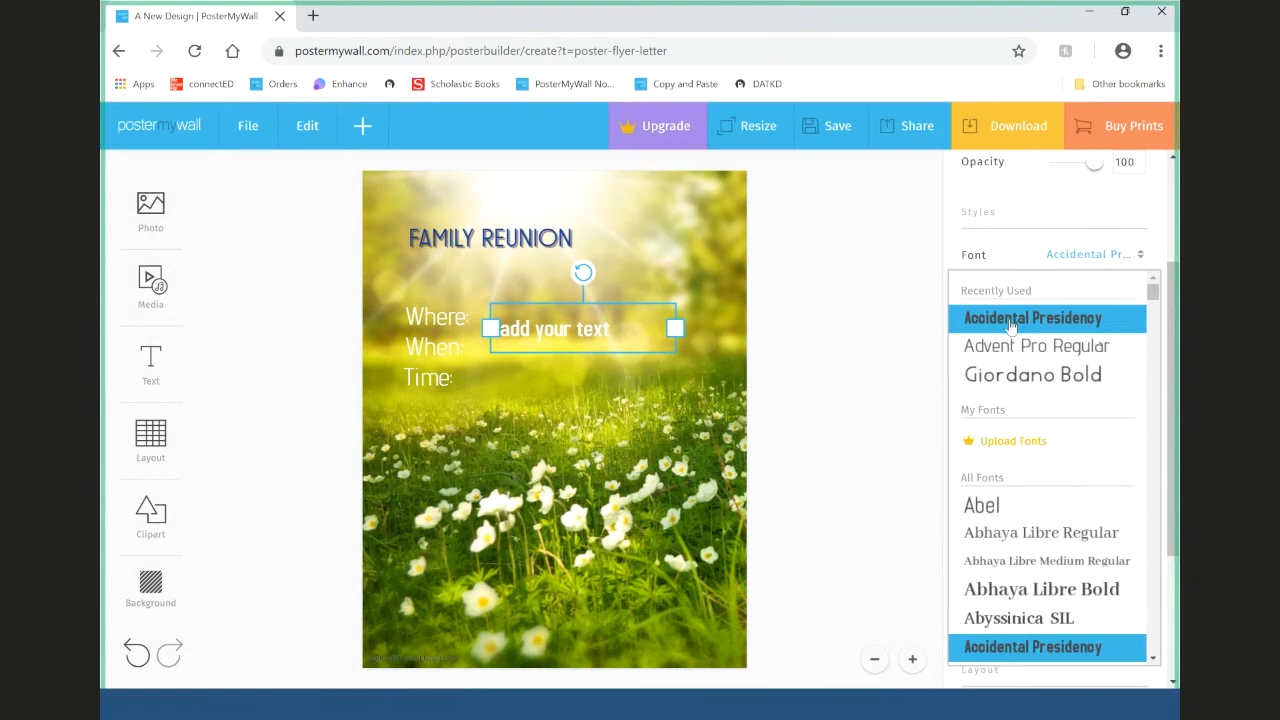 A New Design | PosterMyWall
postermywall.com/index.php/posterbuilder/create?t=poster-flyer-letter
Apps connectED Orders Enhance Scholastic Books PosterMyWall No... Copy and Paste DATKD Other bookmarks
postermywall File Edit Upgrade Resize Save Share Download Buy Prints
Photo
Media
Text
Layout
Clipart
Background
FAMILY REUNION
Where:
add your text
When:
Time:
Opacity 100
Styles
Font Accidental Pr...
Recently Used
Accidental Presidency
Advent Pro Regular
Giordano Bold
My Fonts
Upload Fonts
All Fonts
Abel
Abhaya Libre Regular
Abhaya Libre Medium Regular
Abhaya Libre Bold
Abyssinica SIL
Accidental Presidency
Layout